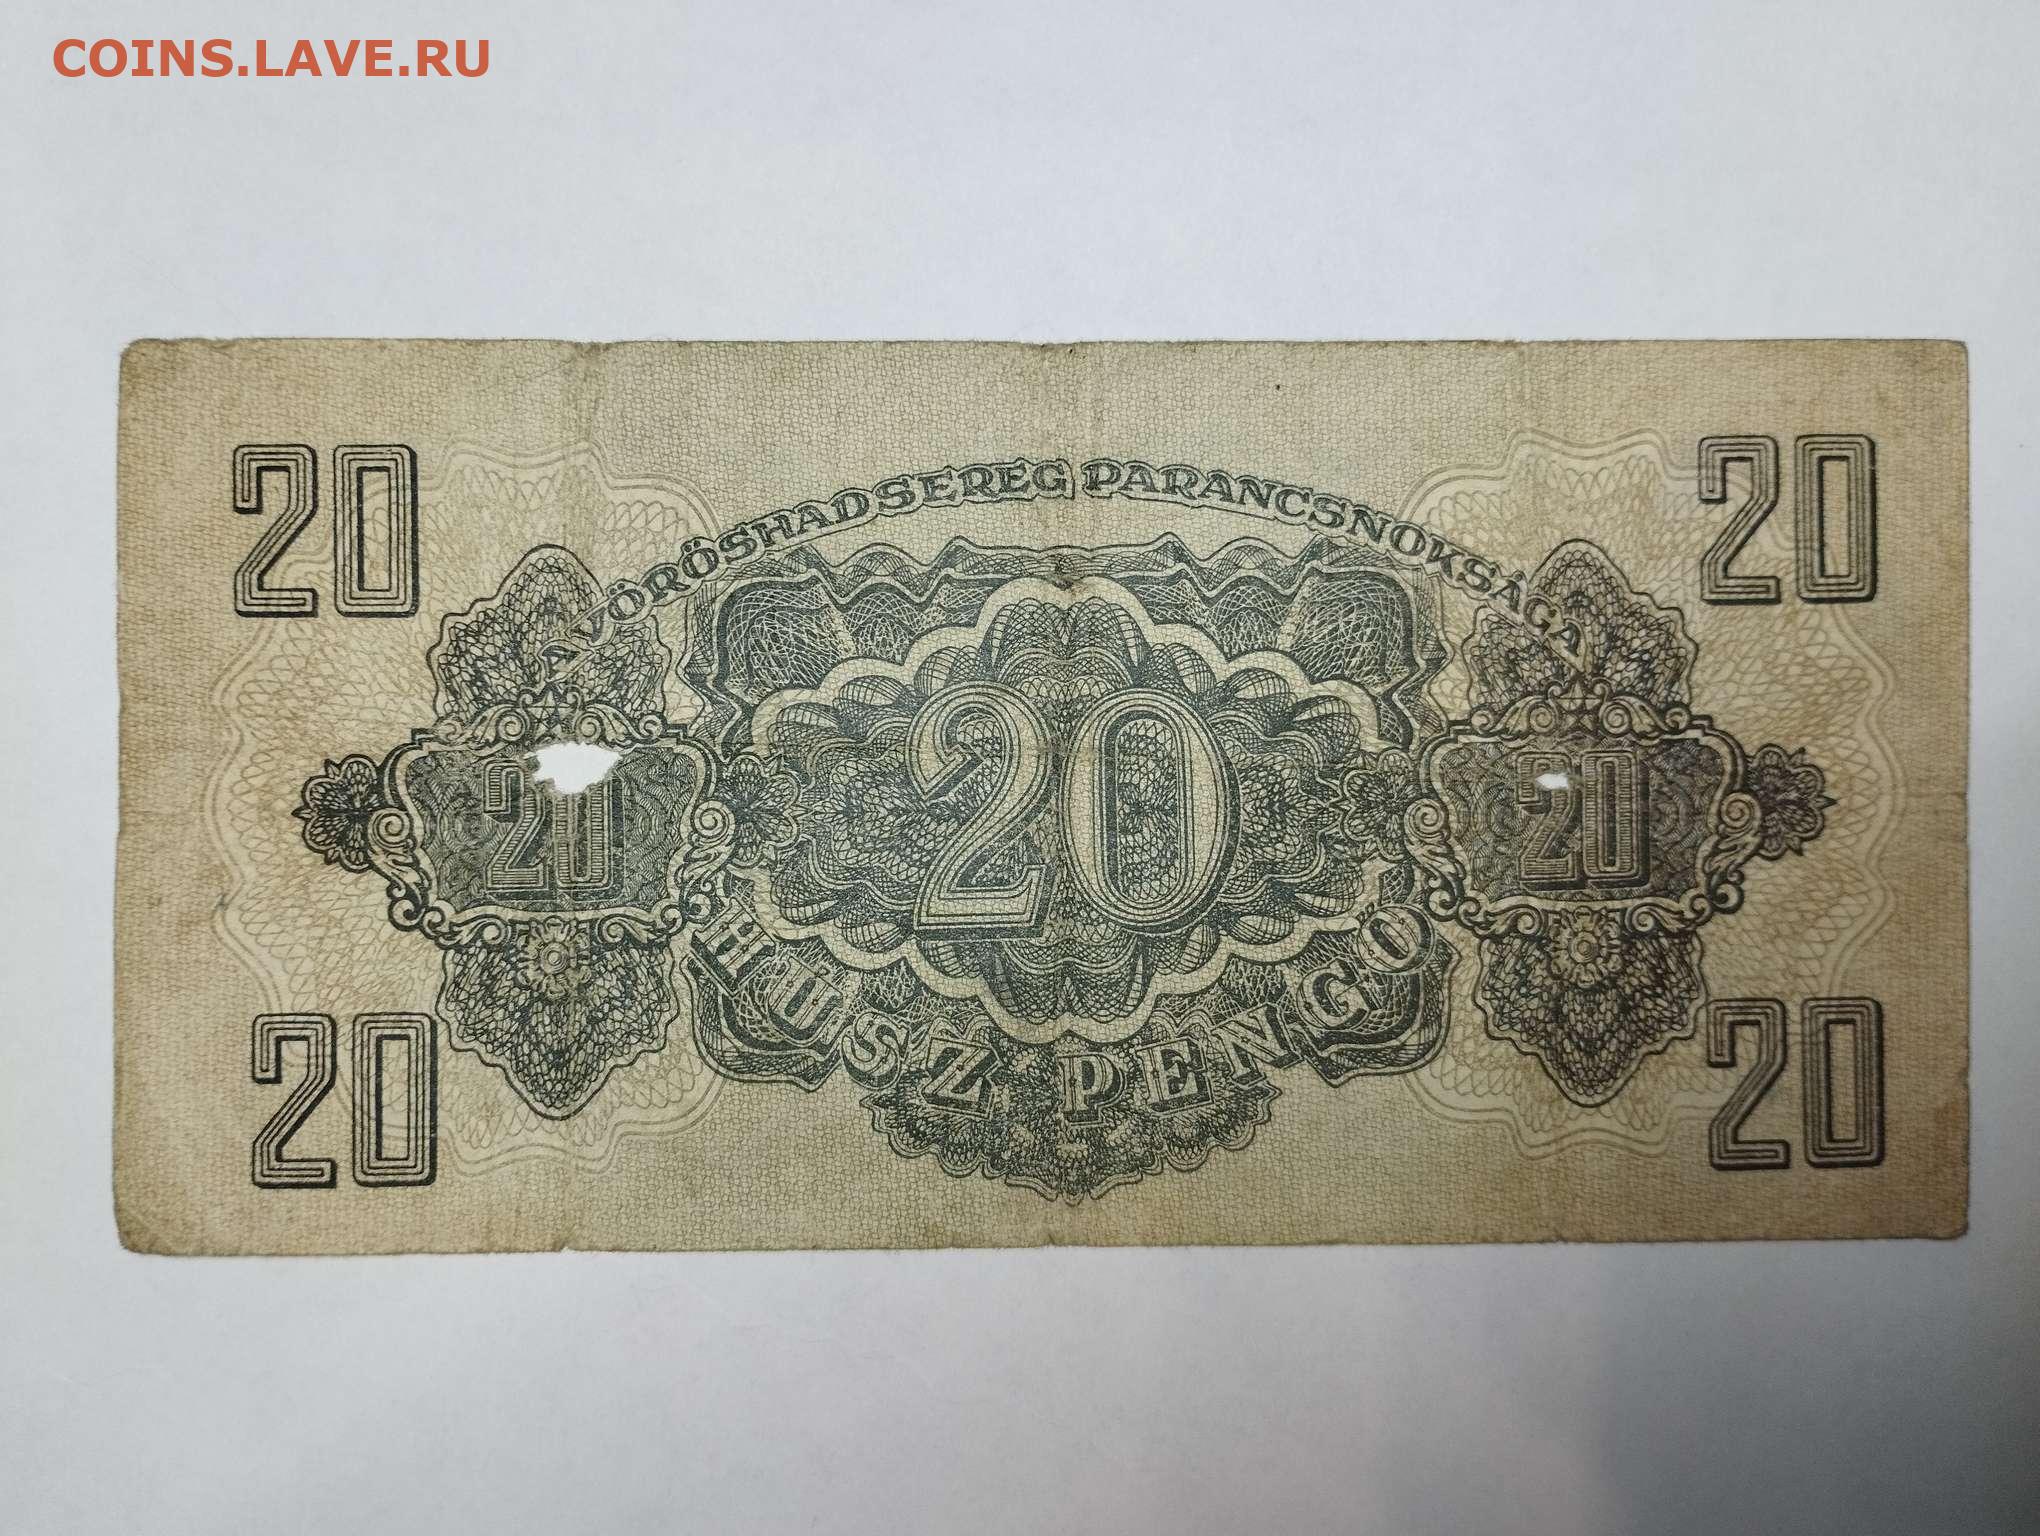 COINS.LAVE.RU
20 20
A VÖRÖSHADSEREG PARANCSNOKSÁGA
20 20 20
HUSZ PENGŐ
20 20